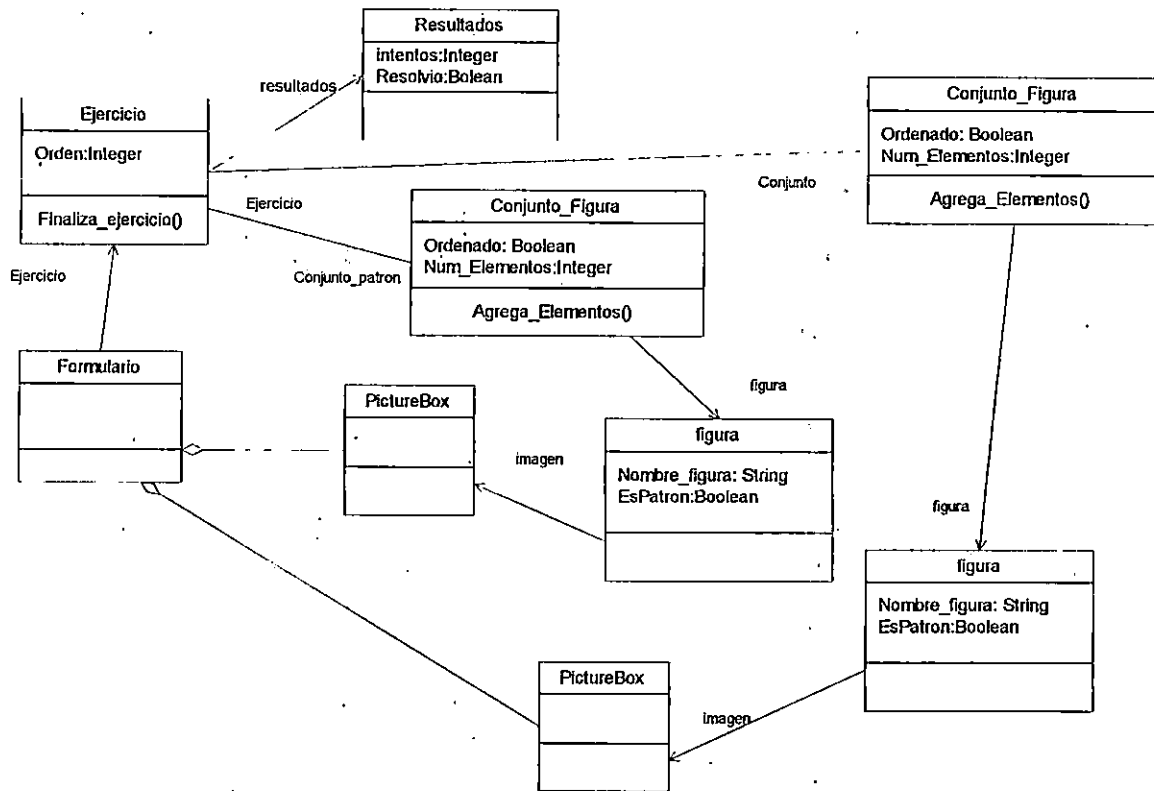 Resultados
intentos:Integer
Resolvio:Bolean
resultados
Ejercicio
Orden:Integer
Finaliza_ejercicio()
Conjunto_Figura
Ordenado: Boolean
Num_Elementos:Integer
Agrega_Elementos()
Conjunto
Ejercicio
Conjunto_patron
Conjunto_Figura
Ordenado: Boolean
Num_Elementos:Integer
Agrega_Elementos()
Ejercicio
Formulario
PictureBox
imagen
figura
figura
Nombre_figura: String
EsPatron:Boolean
figura
figura
Nombre_figura: String
EsPatron:Boolean
PictureBox
imagen